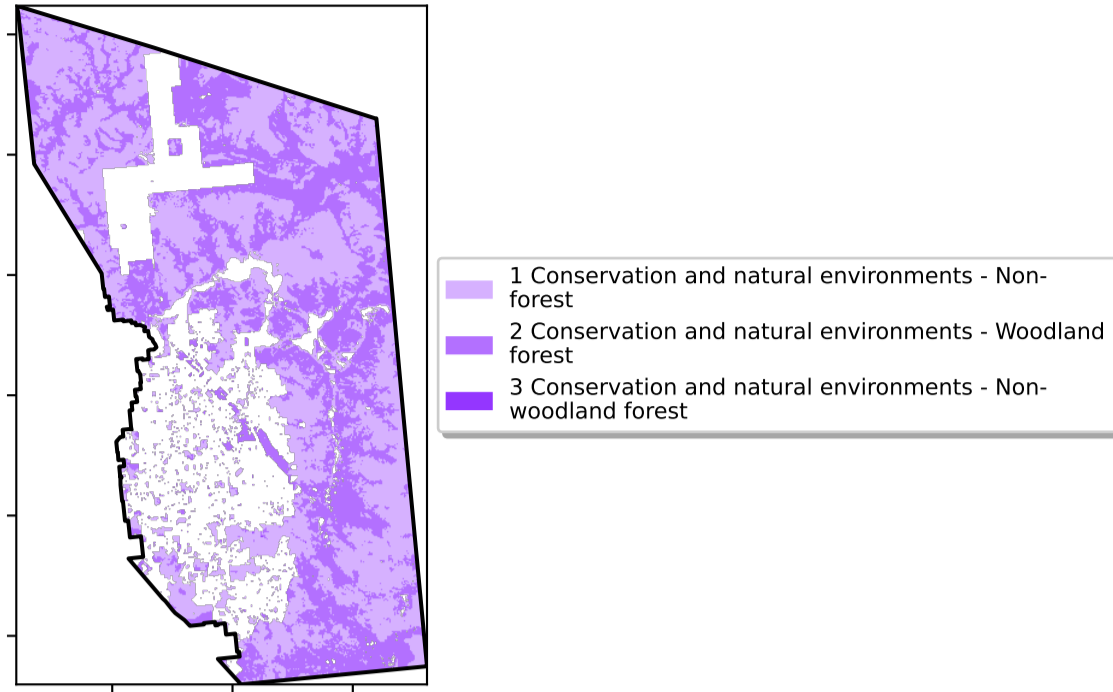 1 Conservation and natural environments - Non-
forest
2 Conservation and natural environments - Woodland
forest
3 Conservation and natural environments - Non-
woodland forest